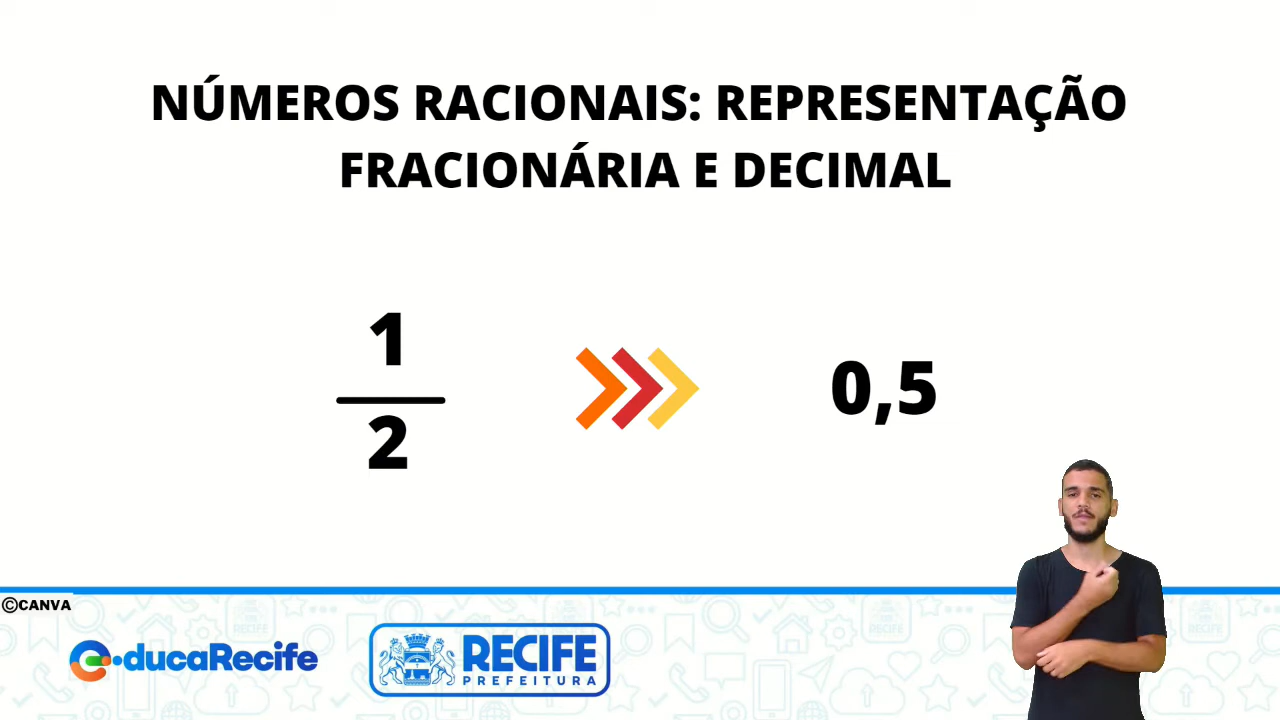 NÚMEROS RACIONAIS: REPRESENTAÇÃO
FRACIONÁRIA E DECIMAL
1
2
0,5
©CANVA
EducaRecife
RECIFE
PREFEITURA